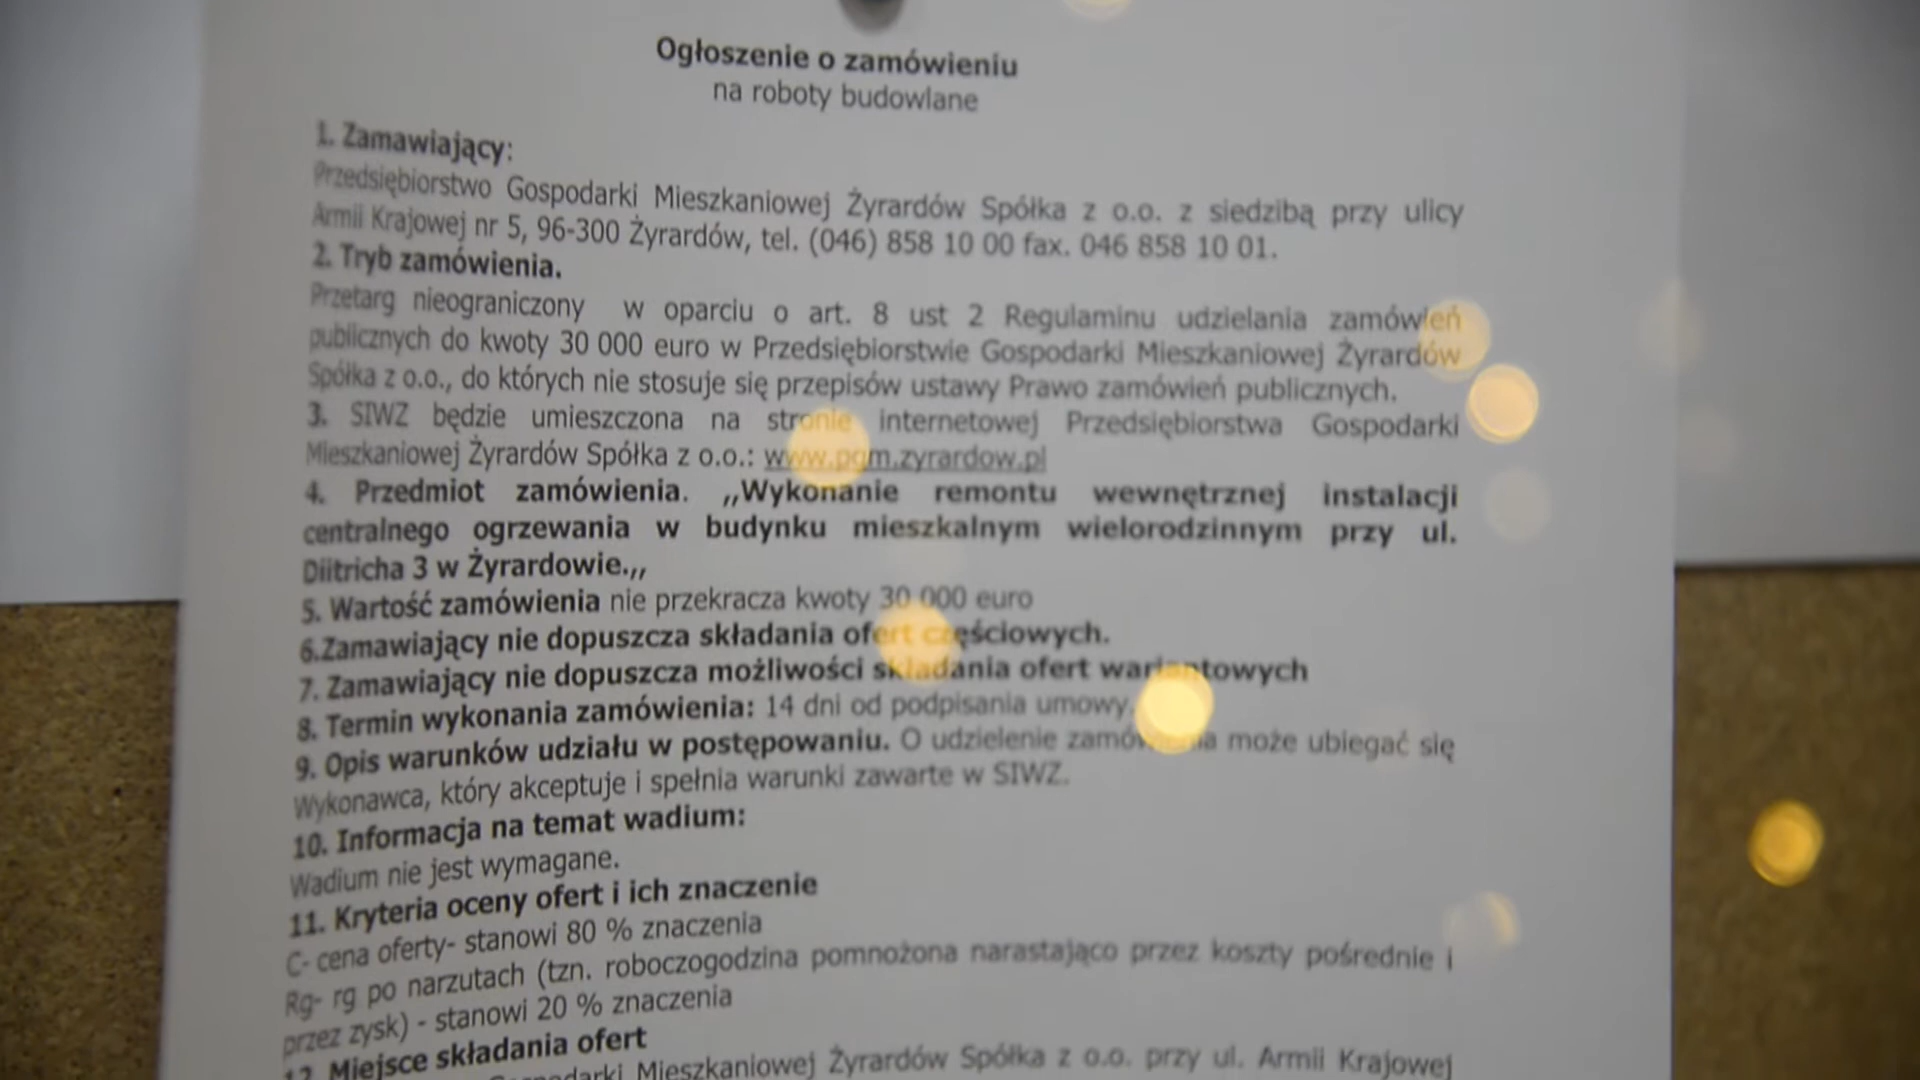 Ogłoszenie o zamówieniu
na roboty budowlane
1. Zamawiający:
Przedsiębiorstwo Gospodarki Mieszkaniowej Żyrardów Spółka z o.o. z siedzibą przy ulicy
Armii Krajowej nr 5, 96-300 Żyrardów, tel. (046) 858 10 00 fax. 046 858 10 01.
2. Tryb zamówienia.
Przetarg nieograniczony w oparciu o art. 8 ust 2 Regulaminu udzielania zamówień
publicznych do kwoty 30 000 euro w Przedsiębiorstwie Gospodarki Mieszkaniowej Żyrardów
Spółka z o.o., do których nie stosuje się przepisów ustawy Prawo zamówień publicznych.
3. SIWZ będzie umieszczona na stronie internetowej Przedsiębiorstwa Gospodarki
Mieszkaniowej Żyrardów Spółka z o.o.: www.pgm.zyrardow.pl
4. Przedmiot zamówienia. ,,Wykonanie remontu wewnętrznej instalacji
centralnego ogrzewania w budynku mieszkalnym wielorodzinnym przy ul.
Diitricha 3 w Żyrardowie.,,
5. Wartość zamówienia nie przekracza kwoty 30 000 euro
6.Zamawiający nie dopuszcza składania ofert częściowych.
7. Zamawiający nie dopuszcza możliwości składania ofert wariantowych
8. Termin wykonania zamówienia: 14 dni od podpisania umowy.
9. Opis warunków udziału w postępowaniu. O udzielenie zamówienia może ubiegać się
Wykonawca, który akceptuje i spełnia warunki zawarte w SIWZ.
10. Informacja na temat wadium:
Wadium nie jest wymagane.
11. Kryteria oceny ofert i ich znaczenie
C- cena oferty- stanowi 80 % znaczenia
Rg- rg po narzutach (tzn. roboczogodzina pomnożona narastająco przez koszty pośrednie i
przez zysk) - stanowi 20 % znaczenia
12. Miejsce składania ofert
Gospodarki Mieszkaniowej Żyrardów Spółka z o.o. przy ul. Armii Krajowej